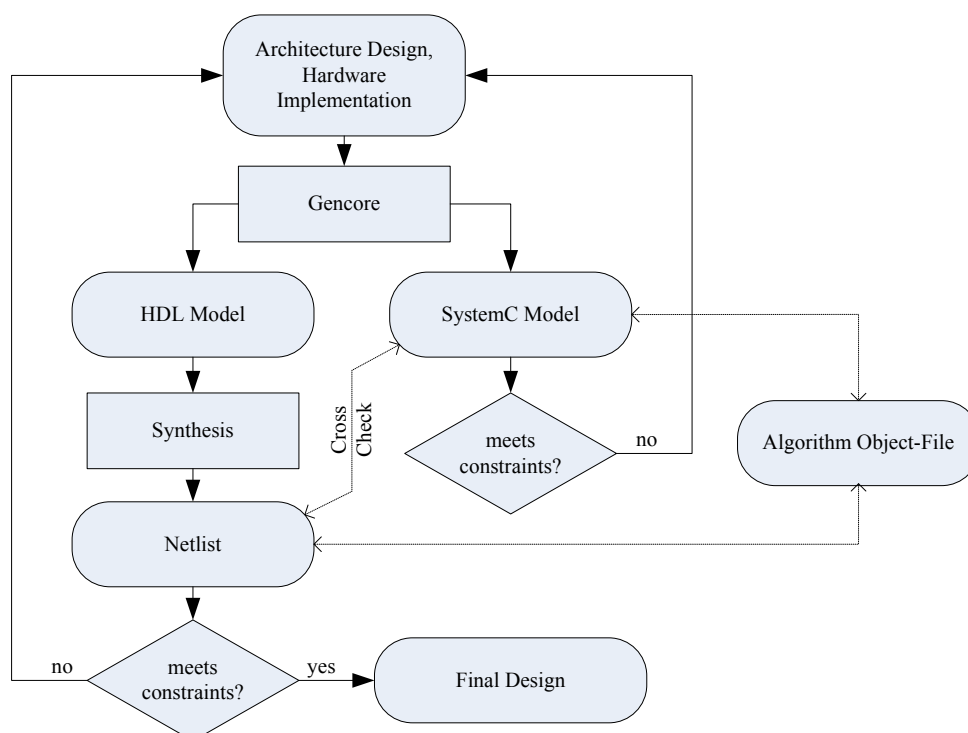 Architecture Design,
Hardware
Implementation
Gencore
HDL Model
SystemC Model
Cross
Check
Synthesis
meets
constraints?
no
Algorithm Object-File
Netlist
no
meets
constraints?
yes
Final Design